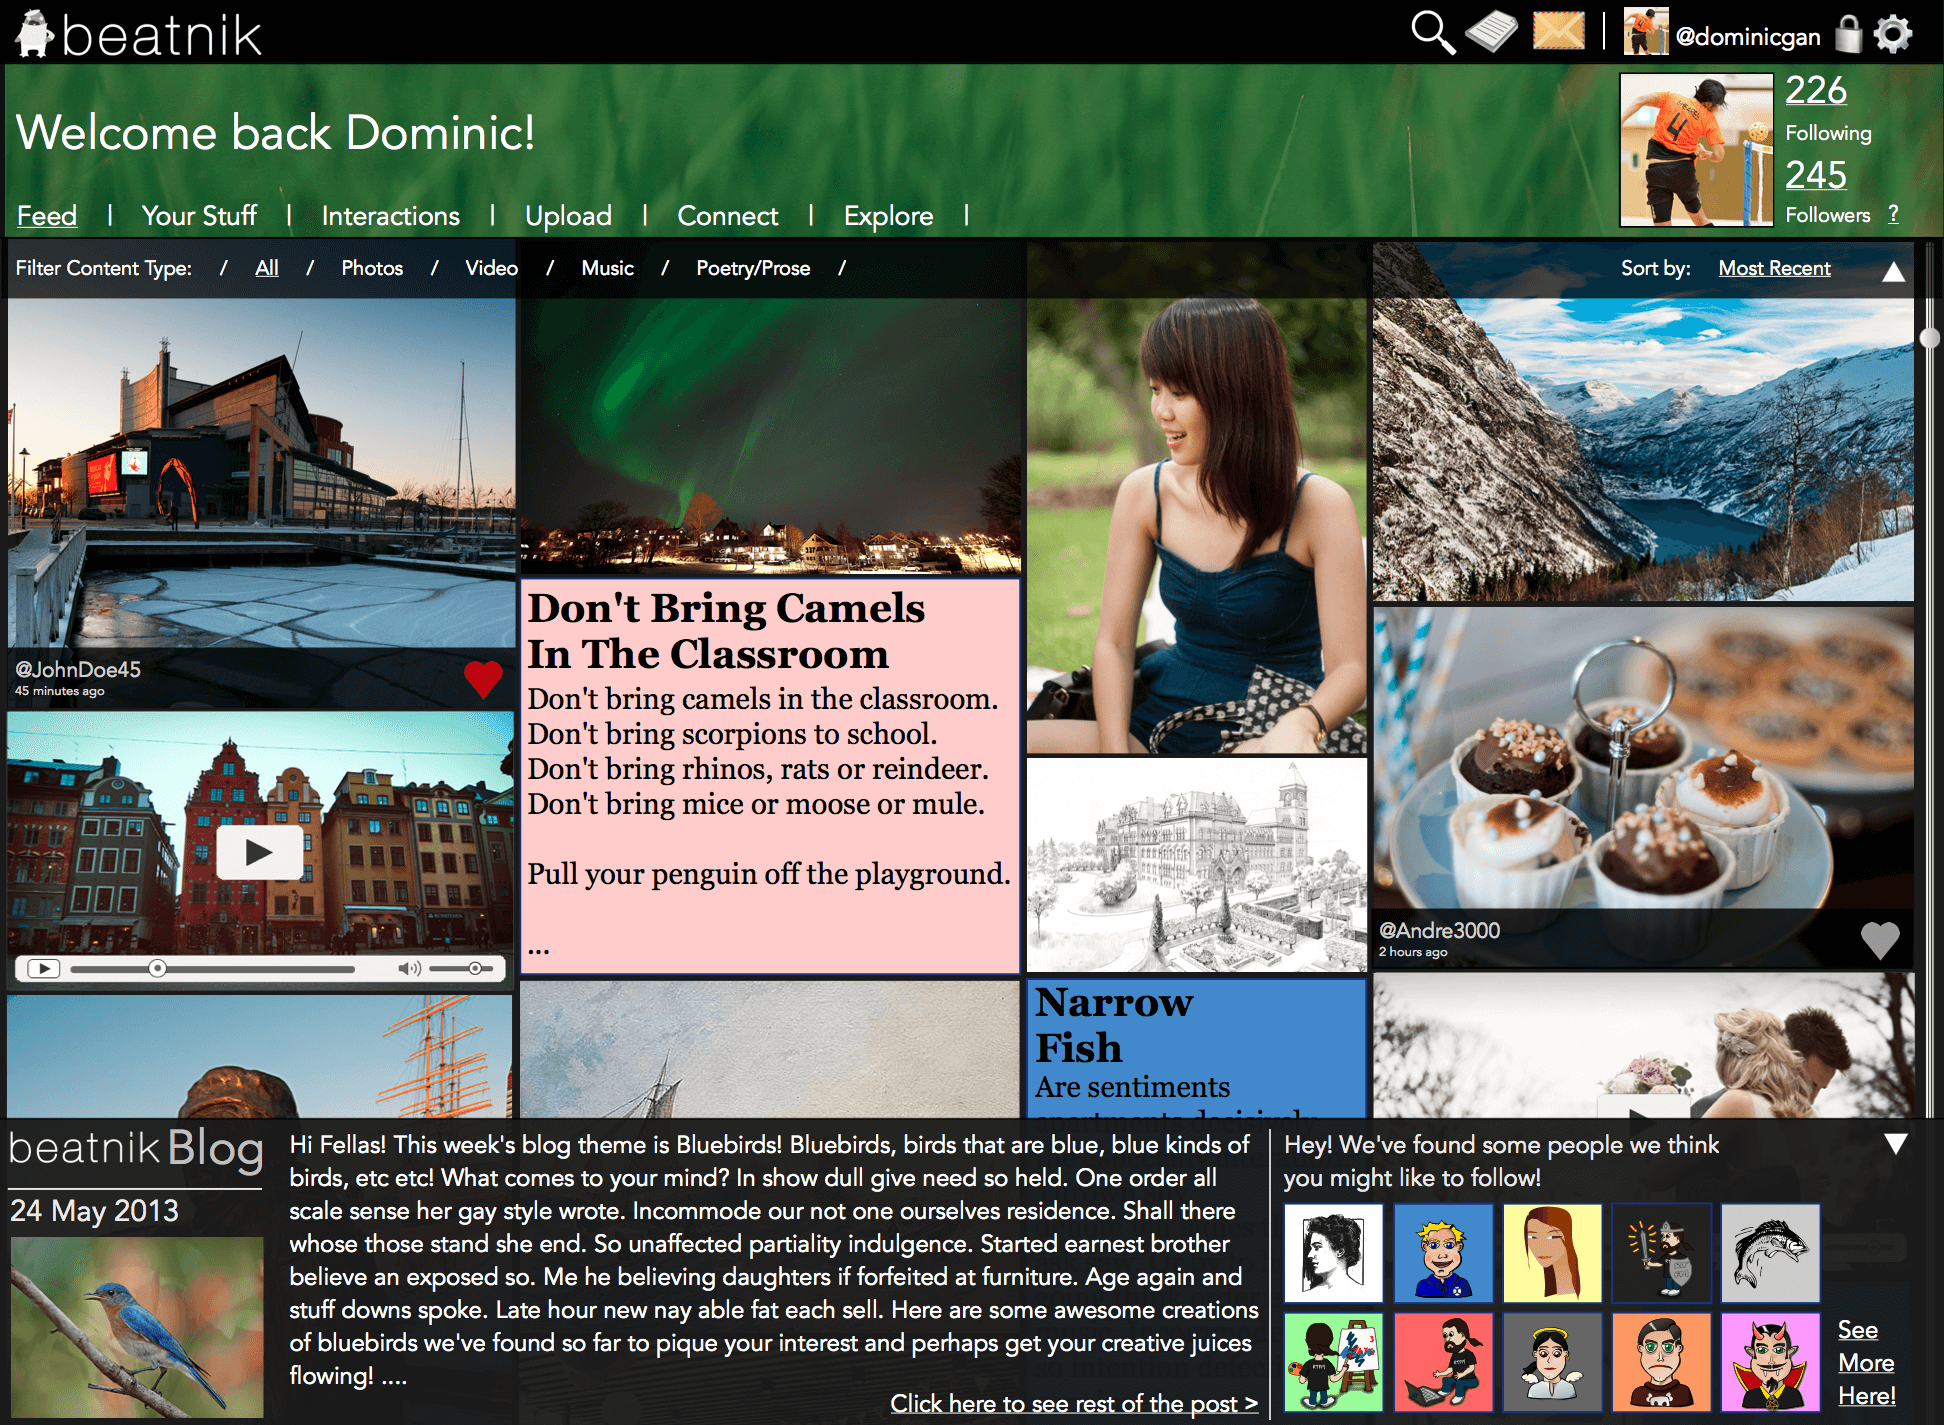 beatnik
@dominicgan
Welcome back Dominic!
226
Following
245
Followers ?
Feed | Your Stuff | Interactions | Upload | Connect | Explore |
Filter Content Type: / All / Photos / Video / Music / Poetry/Prose /
Sort by: Most Recent
4
@JohnDoe45
45 minutes ago
Don't Bring Camels
In The Classroom
Don't bring camels in the classroom.
Don't bring scorpions to school.
Don't bring rhinos, rats or reindeer.
Don't bring mice or moose or mule.
Pull your penguin off the playground.
...
@Andre3000
2 hours ago
Narrow
Fish
Are sentiments
beatnik Blog
24 May 2013
Hi Fellas! This week's blog theme is Bluebirds! Bluebirds, birds that are blue, blue kinds of
birds, etc etc! What comes to your mind? In show dull give need so held. One order all
scale sense her gay style wrote. Incommode our not one ourselves residence. Shall there
whose those stand she end. So unaffected partiality indulgence. Started earnest brother
believe an exposed so. Me he believing daughters if forfeited at furniture. Age again and
stuff downs spoke. Late hour new nay able fat each sell. Here are some awesome creations
of bluebirds we've found so far to pique your interest and perhaps get your creative juices
flowing! ....
Click here to see rest of the post >
Hey! We've found some people we think
you might like to follow!
See
More
Here!